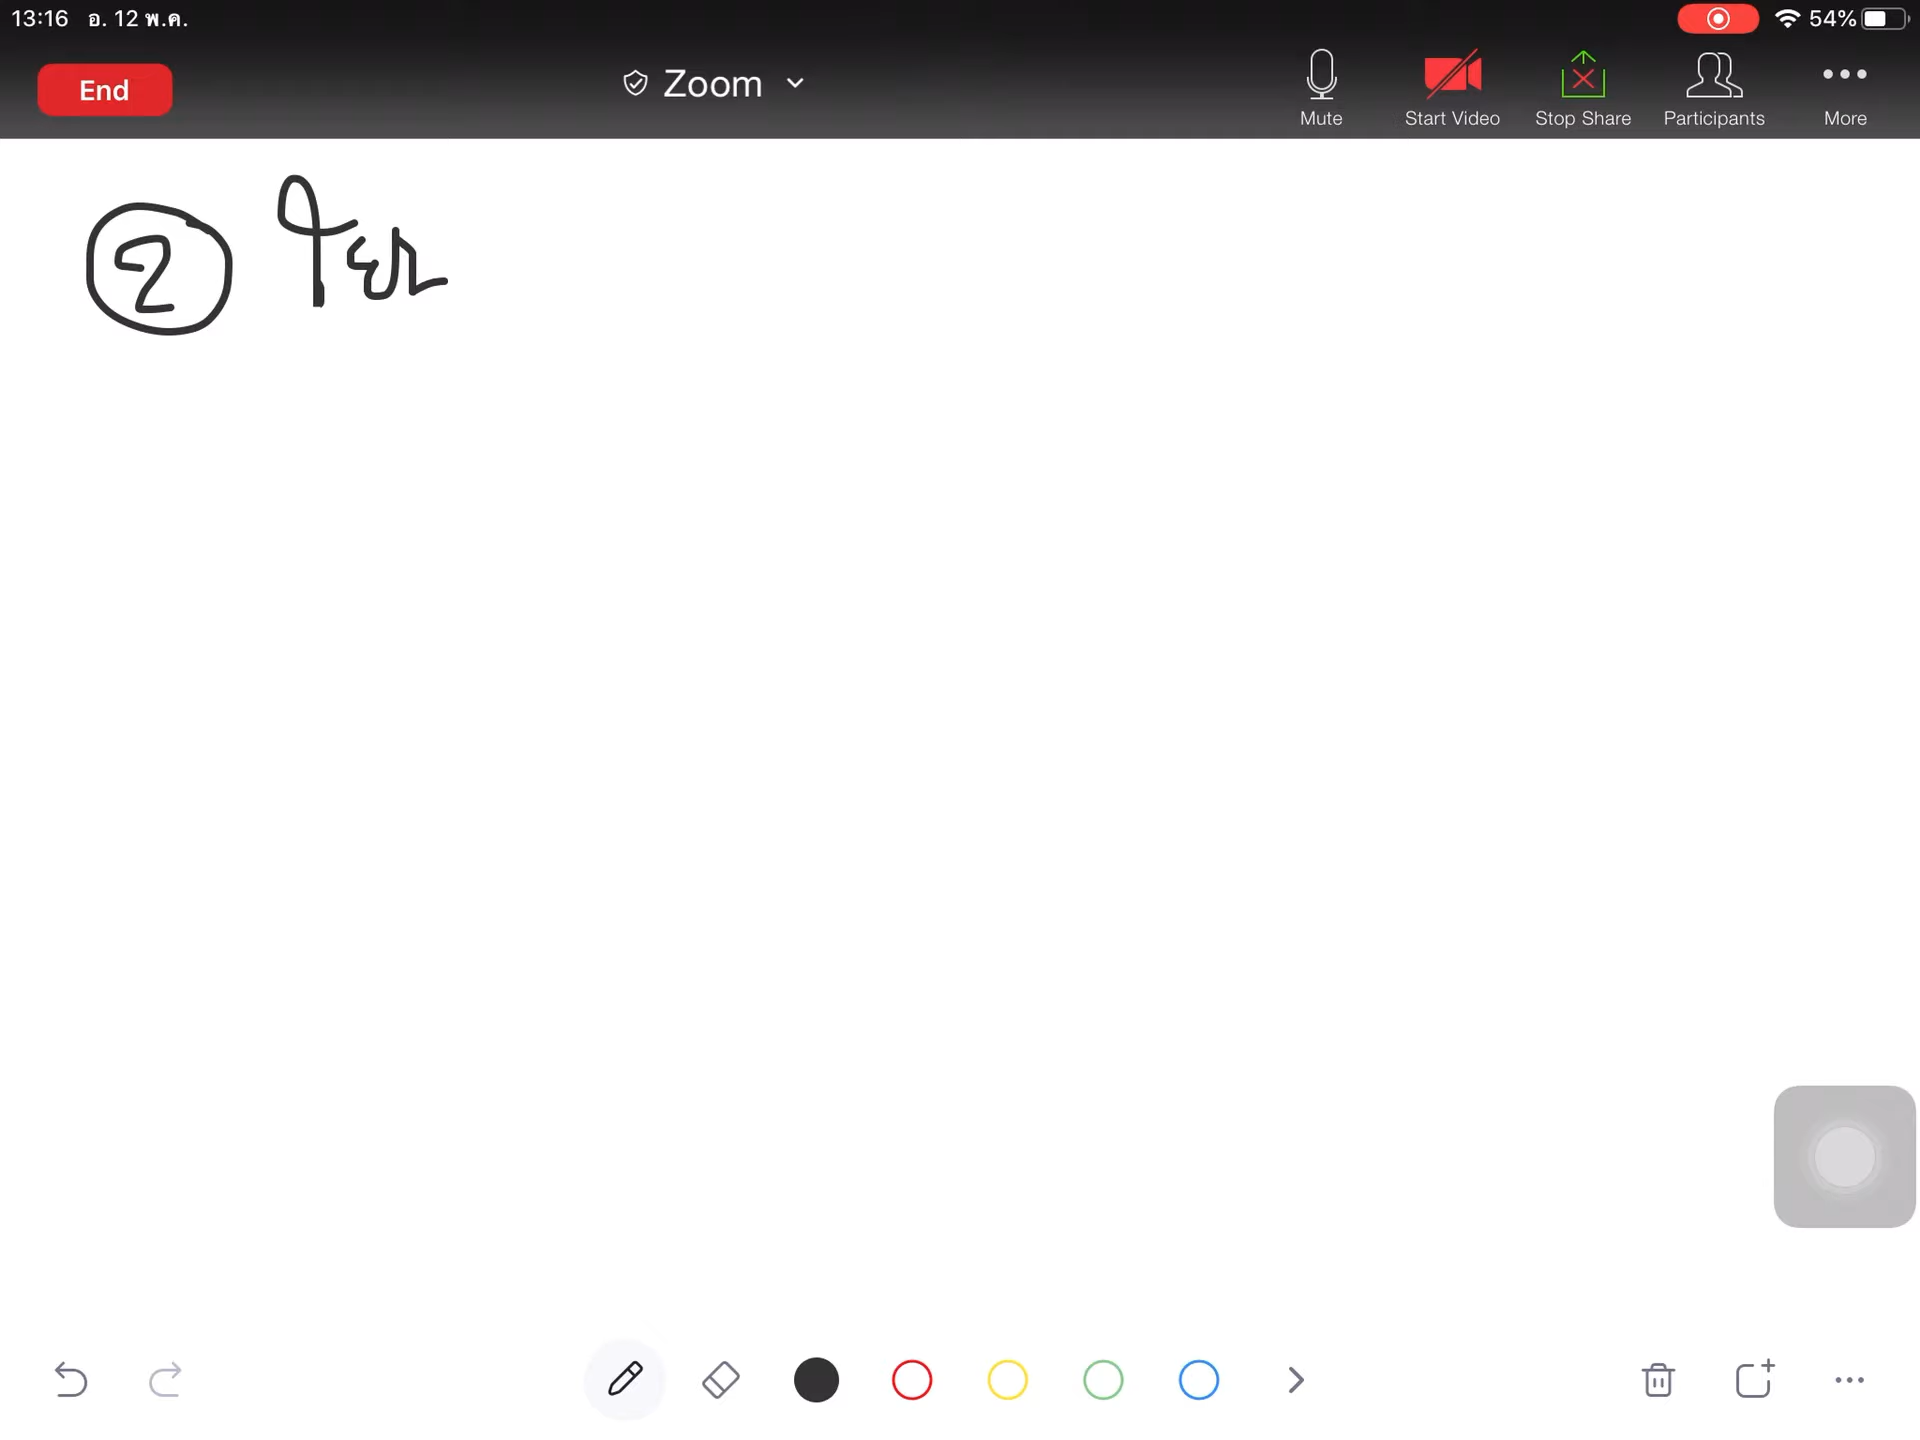 13:16 อ. 12 พ.ค. 54%
End Zoom Mute Start Video Stop Share Participants More
2